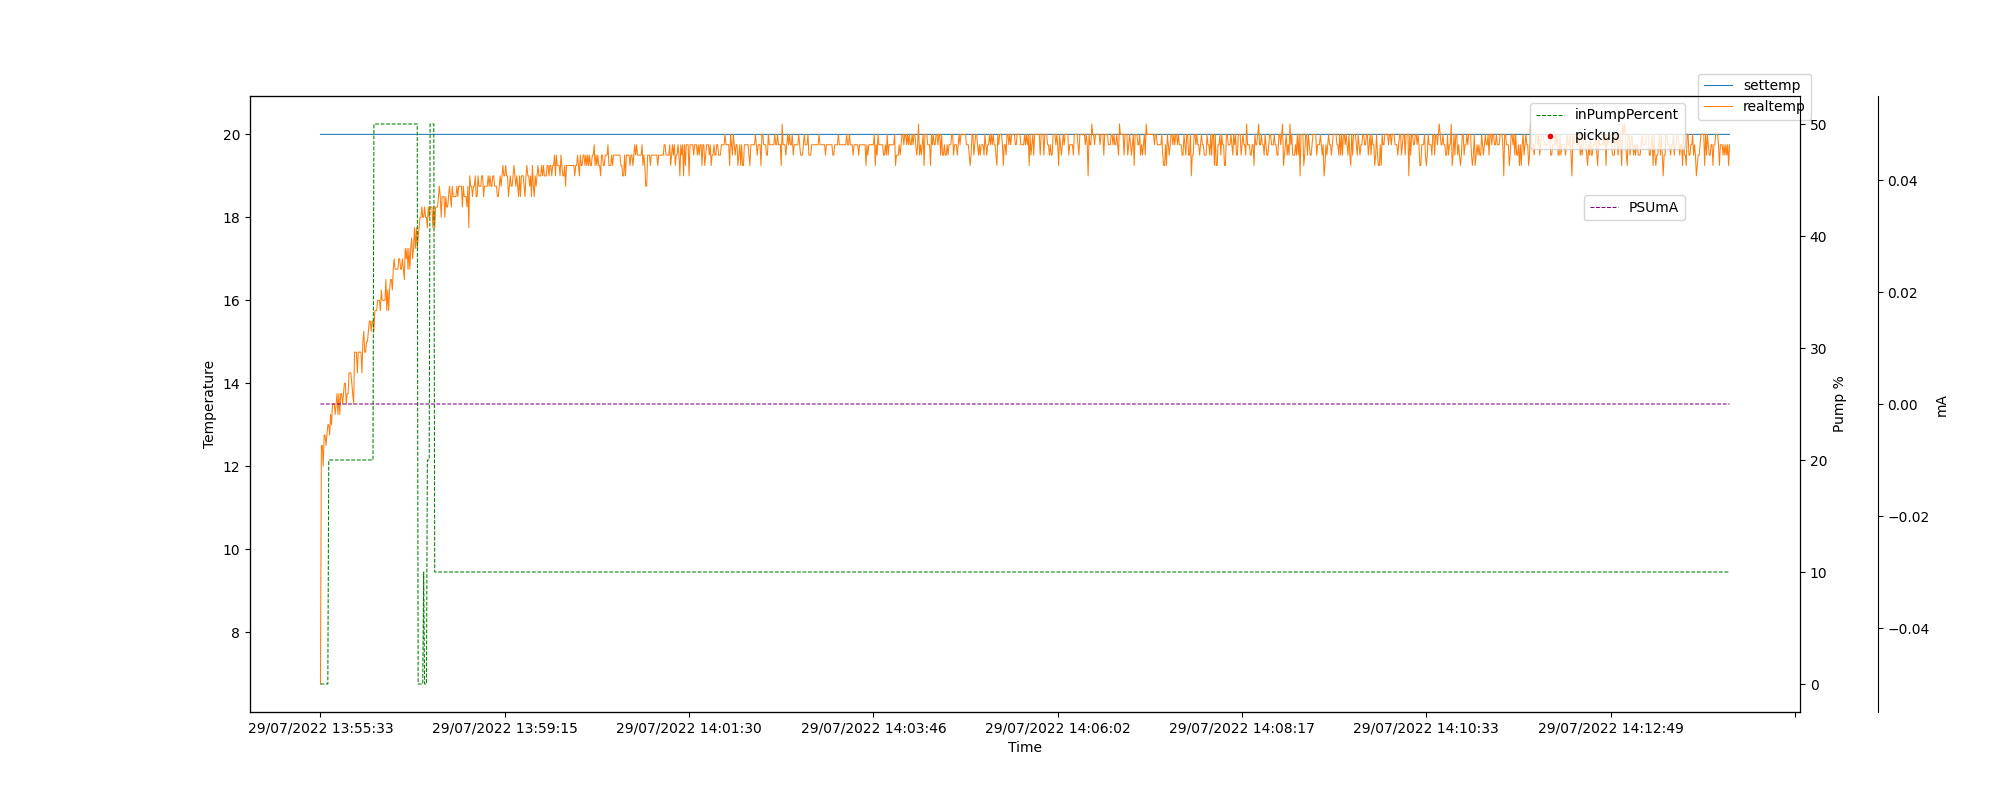 settemp
realtemp
inPumpPercent
pickup
PSUmA
Temperature
20
18
16
14
12
10
8
50
40
30
20
10
0
Pump %
0.04
0.02
0.00
−0.02
−0.04
mA
29/07/2022 13:55:33
29/07/2022 13:59:15
29/07/2022 14:01:30
29/07/2022 14:03:46
29/07/2022 14:06:02
29/07/2022 14:08:17
29/07/2022 14:10:33
29/07/2022 14:12:49
Time